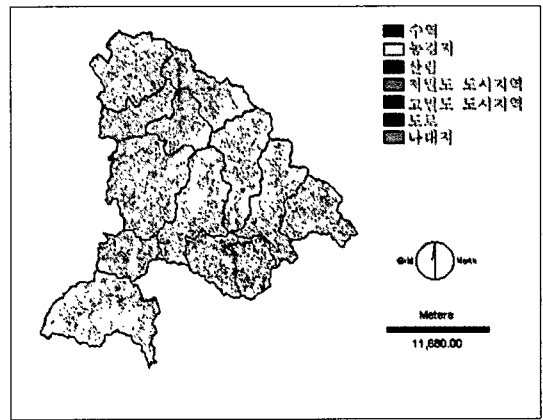 수역
농경지
산림
저밀도 도시지역
고밀도 도시지역
도로
나대지
Grid North
Meters
11,680.00